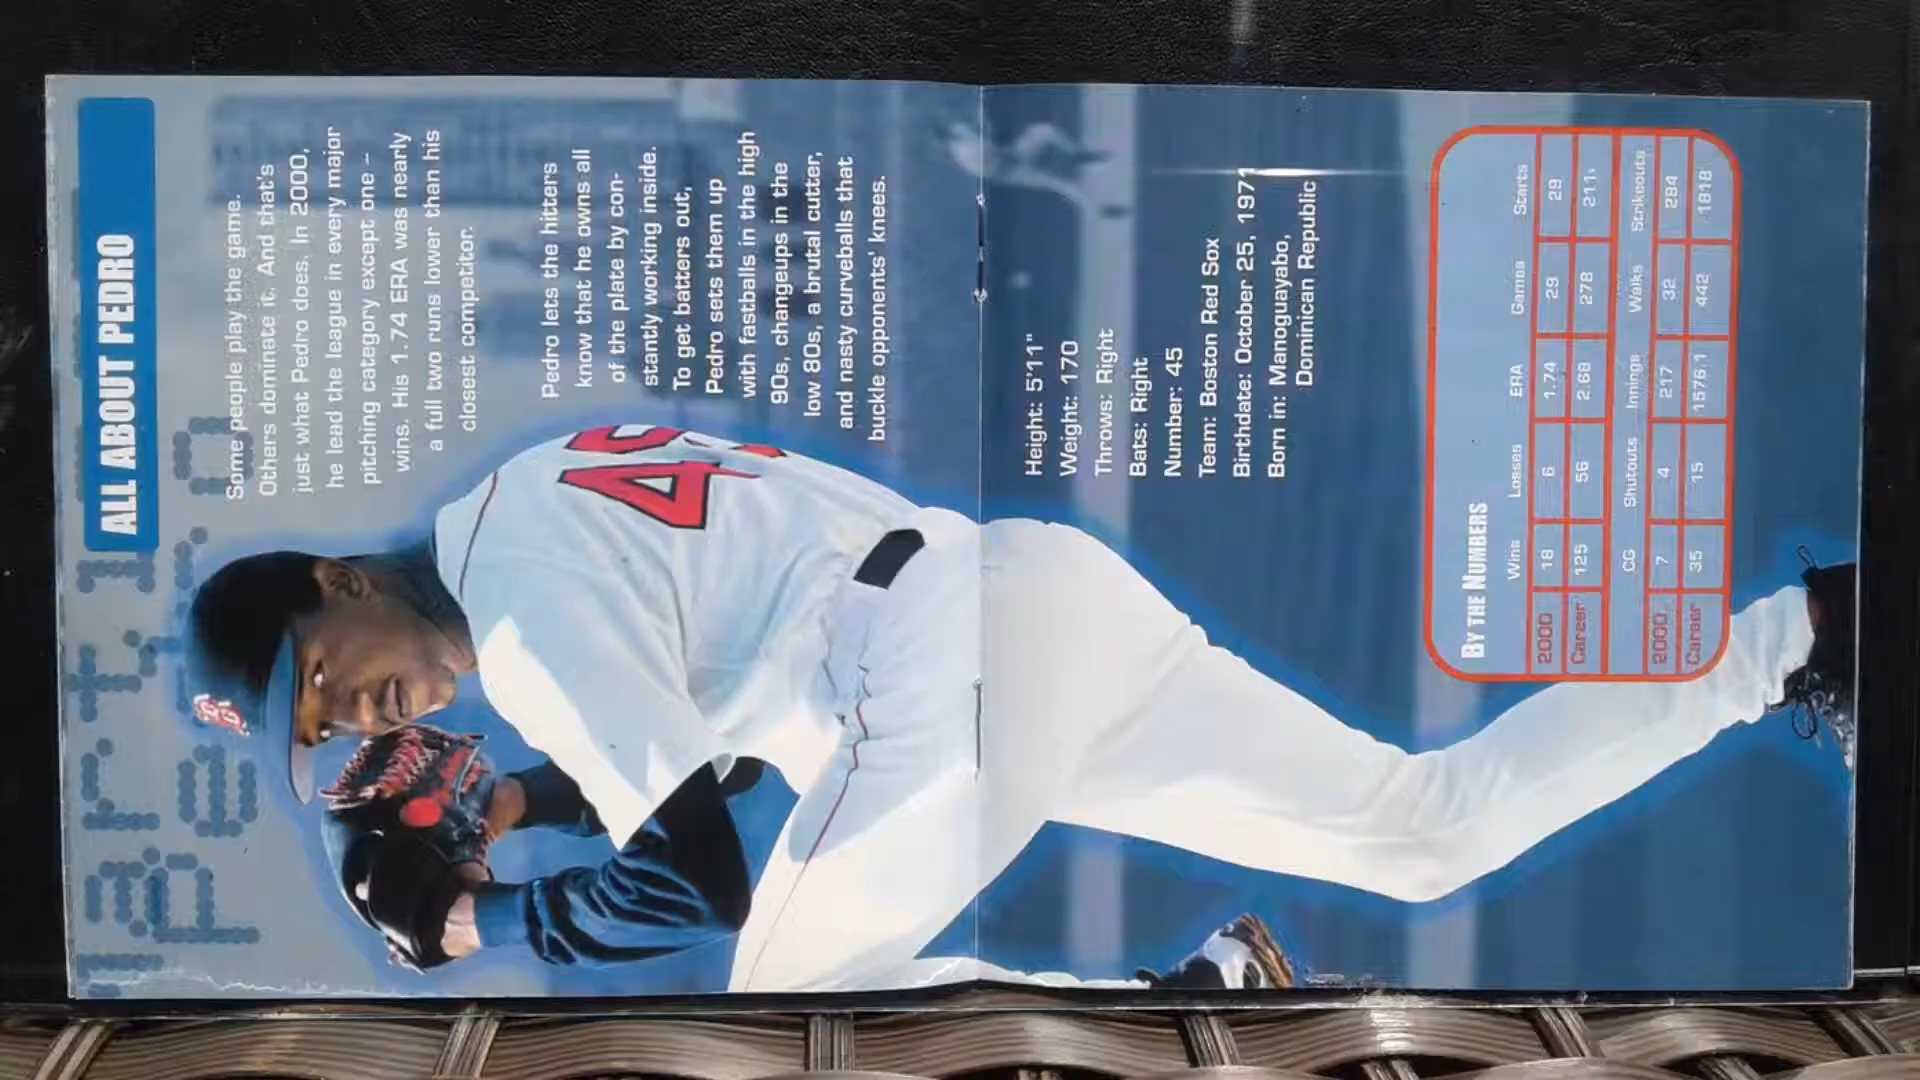 ALL ABOUT PEDRO
Some people play the game.
Others dominate it. And that's
just what Pedro does. In 2000,
he lead the league in every major
pitching category except one –
wins. His 1.74 ERA was nearly
a full two runs lower than his
closest competitor.
Pedro lets the hitters
know that he owns all
of the plate by con-
stantly working inside.
To get batters out,
Pedro sets them up
with fastballs in the high
90s, changeups in the
low 80s, a brutal cutter,
and nasty curveballs that
buckle opponents' knees.
45
Height: 5'11"
Weight: 170
Throws: Right
Bats: Right
Number: 45
Team: Boston Red Sox
Birthdate: October 25, 1971
Born in: Manoguayabo,
Dominican Republic
BY THE NUMBERS
Wins Losses ERA Games Starts
2000 18 6 1.74 29 29
Career 125 56 2.68 278 211
CG Shutouts Innings Walks Strikeouts
2000 7 4 217 32 284
Career 35 15 1576.1 442 1818